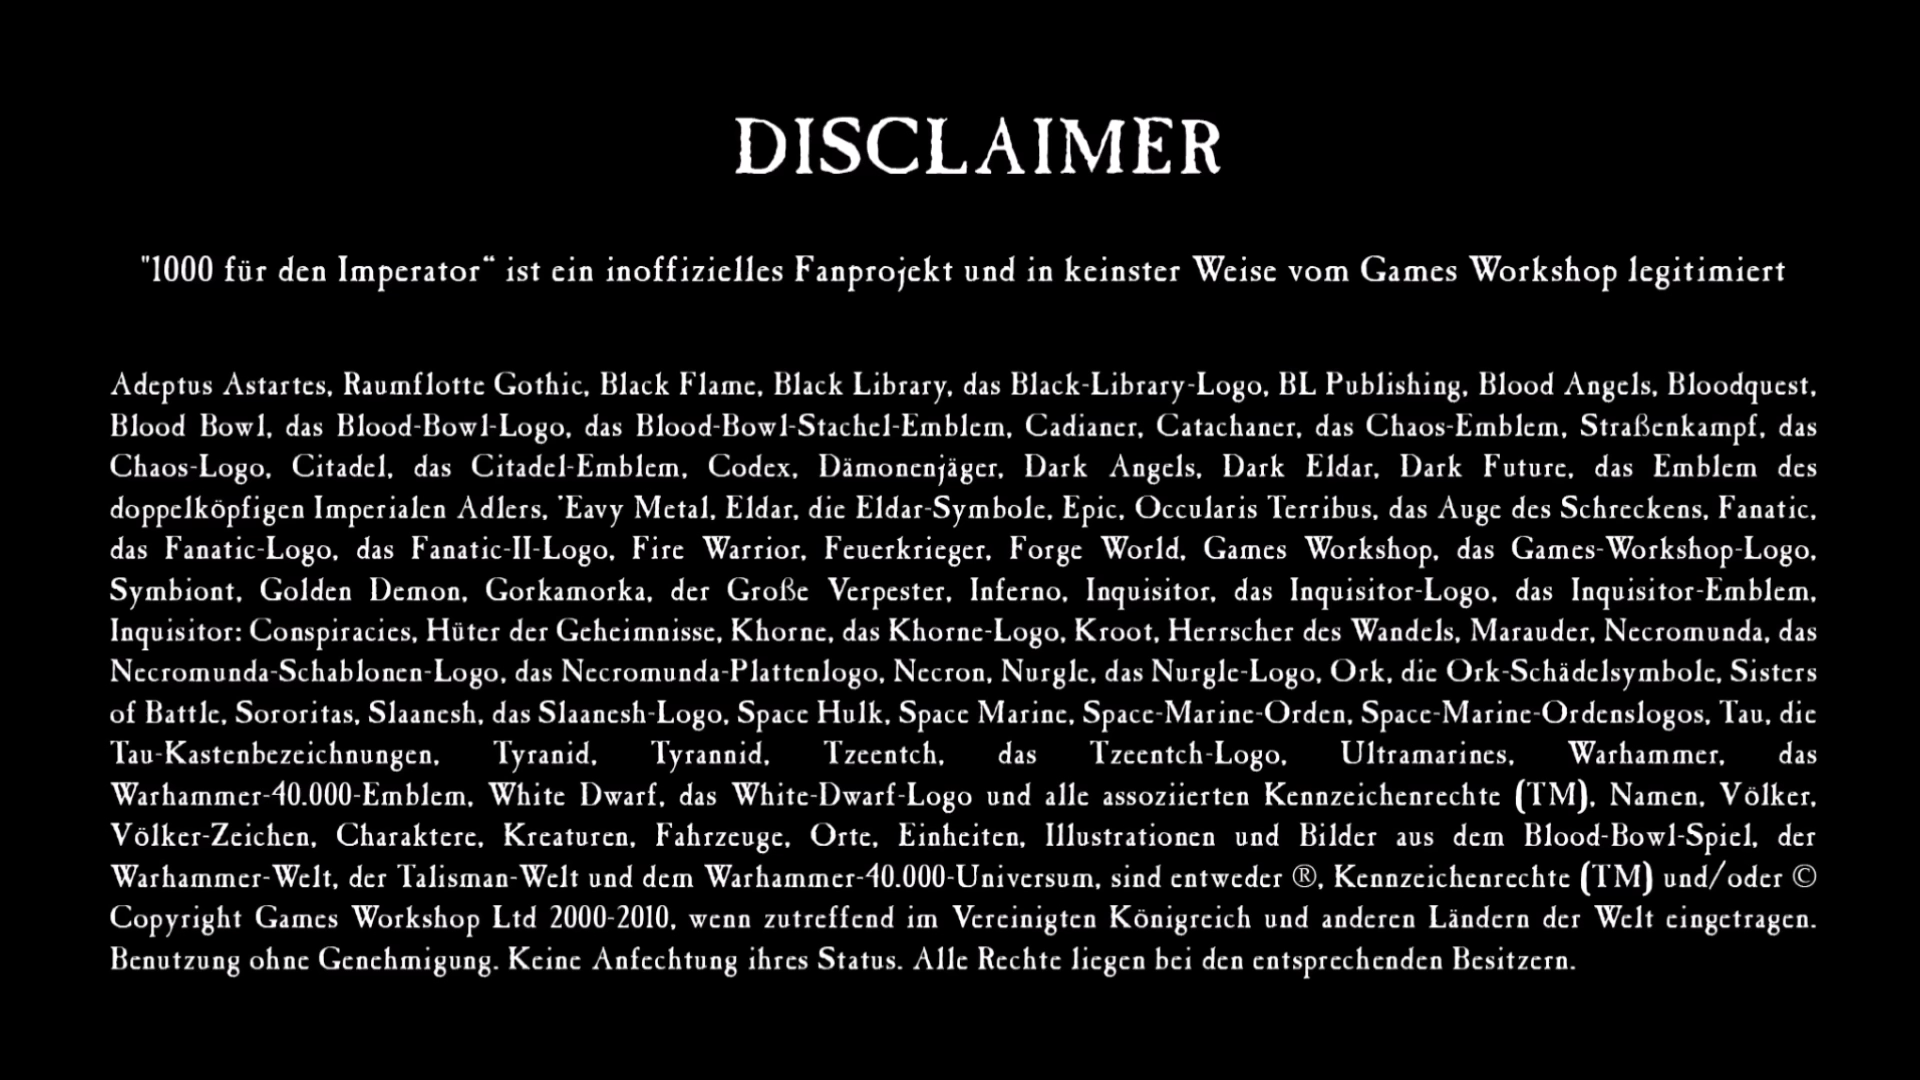 DISCLAIMER
"1000 für den Imperator“ ist ein inoffizielles Fanprojekt und in keinster Weise vom Games Workshop legitimiert
Adeptus Astartes, Raumflotte Gothic, Black Flame, Black Library, das Black-Library-Logo, BL Publishing, Blood Angels, Bloodquest,
Blood Bowl, das Blood-Bowl-Logo, das Blood-Bowl-Stachel-Emblem, Cadianer, Catachaner, das Chaos-Emblem, Straßenkampf, das
Chaos-Logo, Citadel, das Citadel-Emblem, Codex, Dämonenjäger, Dark Angels, Dark Eldar, Dark Future, das Emblem des
doppelköpfigen Imperialen Adlers, 'Eavy Metal, Eldar, die Eldar-Symbole, Epic, Occularis Terribus, das Auge des Schreckens, Fanatic,
das Fanatic-Logo, das Fanatic-II-Logo, Fire Warrior, Feuerkrieger, Forge World, Games Workshop, das Games-Workshop-Logo,
Symbiont, Golden Demon, Gorkamorka, der Große Verpester, Inferno, Inquisitor, das Inquisitor-Logo, das Inquisitor-Emblem,
Inquisitor: Conspiracies, Hüter der Geheimnisse, Khorne, das Khorne-Logo, Kroot, Herrscher des Wandels, Marauder, Necromunda, das
Necromunda-Schablonen-Logo, das Necromunda-Plattenlogo, Necron, Nurgle, das Nurgle-Logo, Ork, die Ork-Schädelsymbole, Sisters
of Battle, Sororitas, Slaanesh, das Slaanesh-Logo, Space Hulk, Space Marine, Space-Marine-Orden, Space-Marine-Ordenslogos, Tau, die
Tau-Kastenbezeichnungen, Tyranid, Tyrannid, Tzeentch, das Tzeentch-Logo, Ultramarines, Warhammer, das
Warhammer-40.000-Emblem, White Dwarf, das White-Dwarf-Logo und alle assoziierten Kennzeichenrechte (TM), Namen, Völker,
Völker-Zeichen, Charaktere, Kreaturen, Fahrzeuge, Orte, Einheiten, Illustrationen und Bilder aus dem Blood-Bowl-Spiel, der
Warhammer-Welt, der Talisman-Welt und dem Warhammer-40.000-Universum, sind entweder ®, Kennzeichenrechte (TM) und/oder ©
Copyright Games Workshop Ltd 2000-2010, wenn zutreffend im Vereinigten Königreich und anderen Ländern der Welt eingetragen.
Benutzung ohne Genehmigung. Keine Anfechtung ihres Status. Alle Rechte liegen bei den entsprechenden Besitzern.